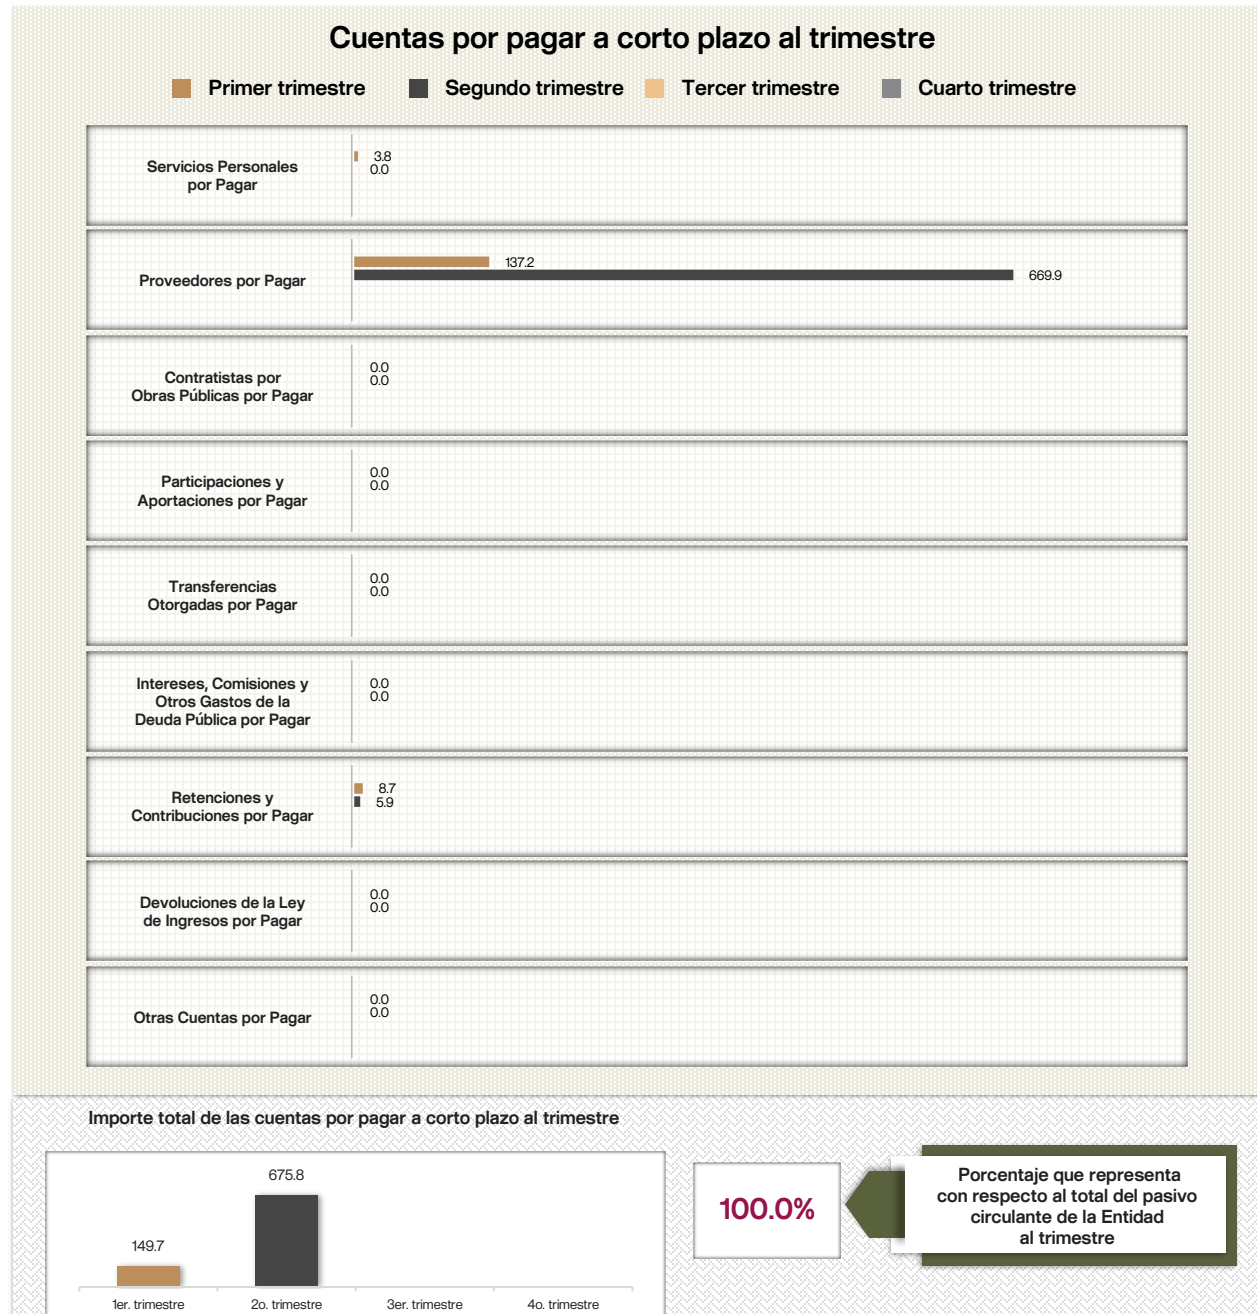 Cuentas por pagar a corto plazo al trimestre
Primer trimestre Segundo trimestre Tercer trimestre Cuarto trimestre
Servicios Personales
por Pagar
3.8
0.0
Proveedores por Pagar
137.2
669.9
Contratistas por
Obras Públicas por Pagar
0.0
0.0
Participaciones y
Aportaciones por Pagar
0.0
0.0
Transferencias
Otorgadas por Pagar
0.0
0.0
Intereses, Comisiones y
Otros Gastos de la
Deuda Pública por Pagar
0.0
0.0
Retenciones y
Contribuciones por Pagar
8.7
5.9
Devoluciones de la Ley
de Ingresos por Pagar
0.0
0.0
Otras Cuentas por Pagar
0.0
0.0
Importe total de las cuentas por pagar a corto plazo al trimestre
149.7
675.8
1er. trimestre 2o. trimestre 3er. trimestre 4o. trimestre
100.0%
Porcentaje que representa
con respecto al total del pasivo
circulante de la Entidad
al trimestre